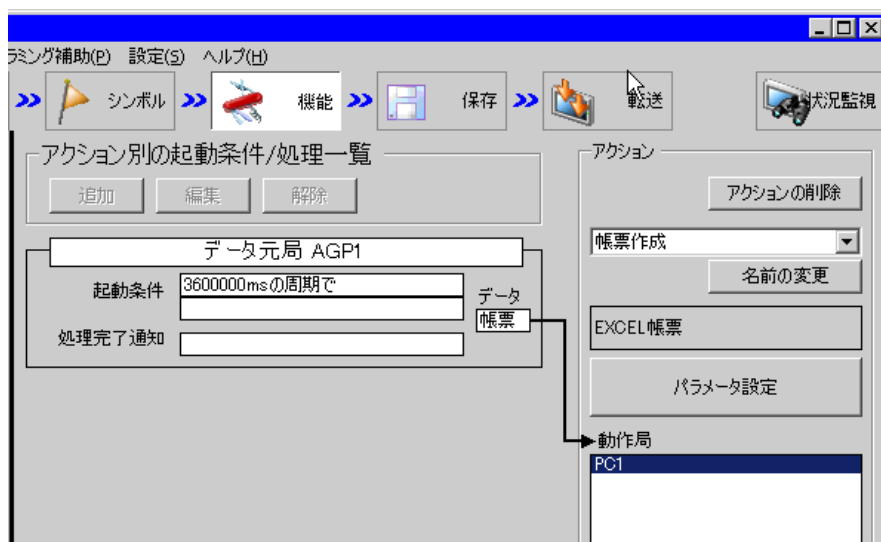 ラミング補助(P) 設定(S) ヘルプ(H)
シンボル 機能 保存 転送 状況監視
アクション別の起動条件/処理一覧
追加 編集 解除
データ元局 AGP1
起動条件 3600000msの周期で
データ
帳票
処理完了通知
アクション
アクションの削除
帳票作成
名前の変更
EXCEL帳票
パラメータ設定
動作局
PC1